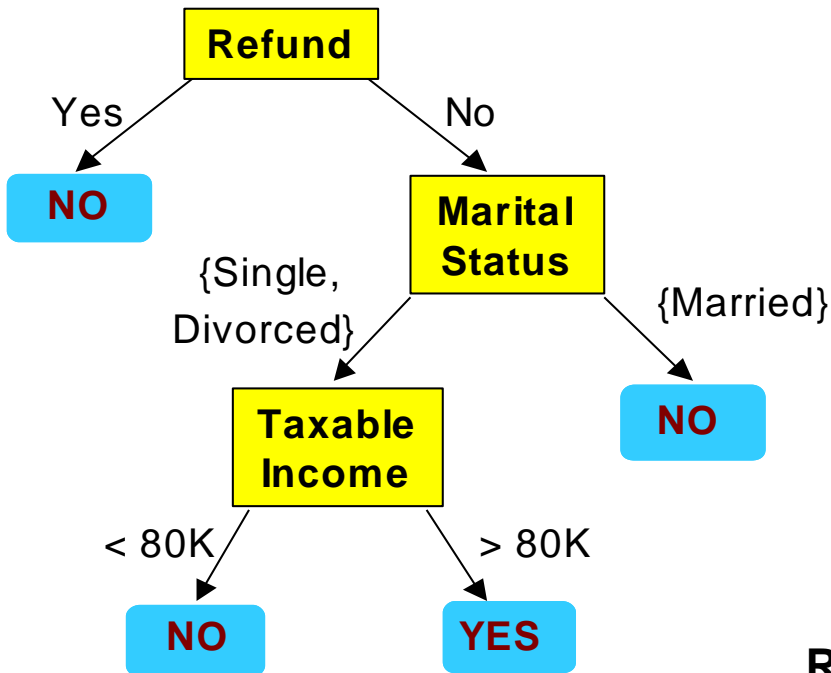 Refund
Yes
No
NO
Marital
Status
{Single,
Divorced}
{Married}
Taxable
Income
NO
< 80K
> 80K
NO
YES
R